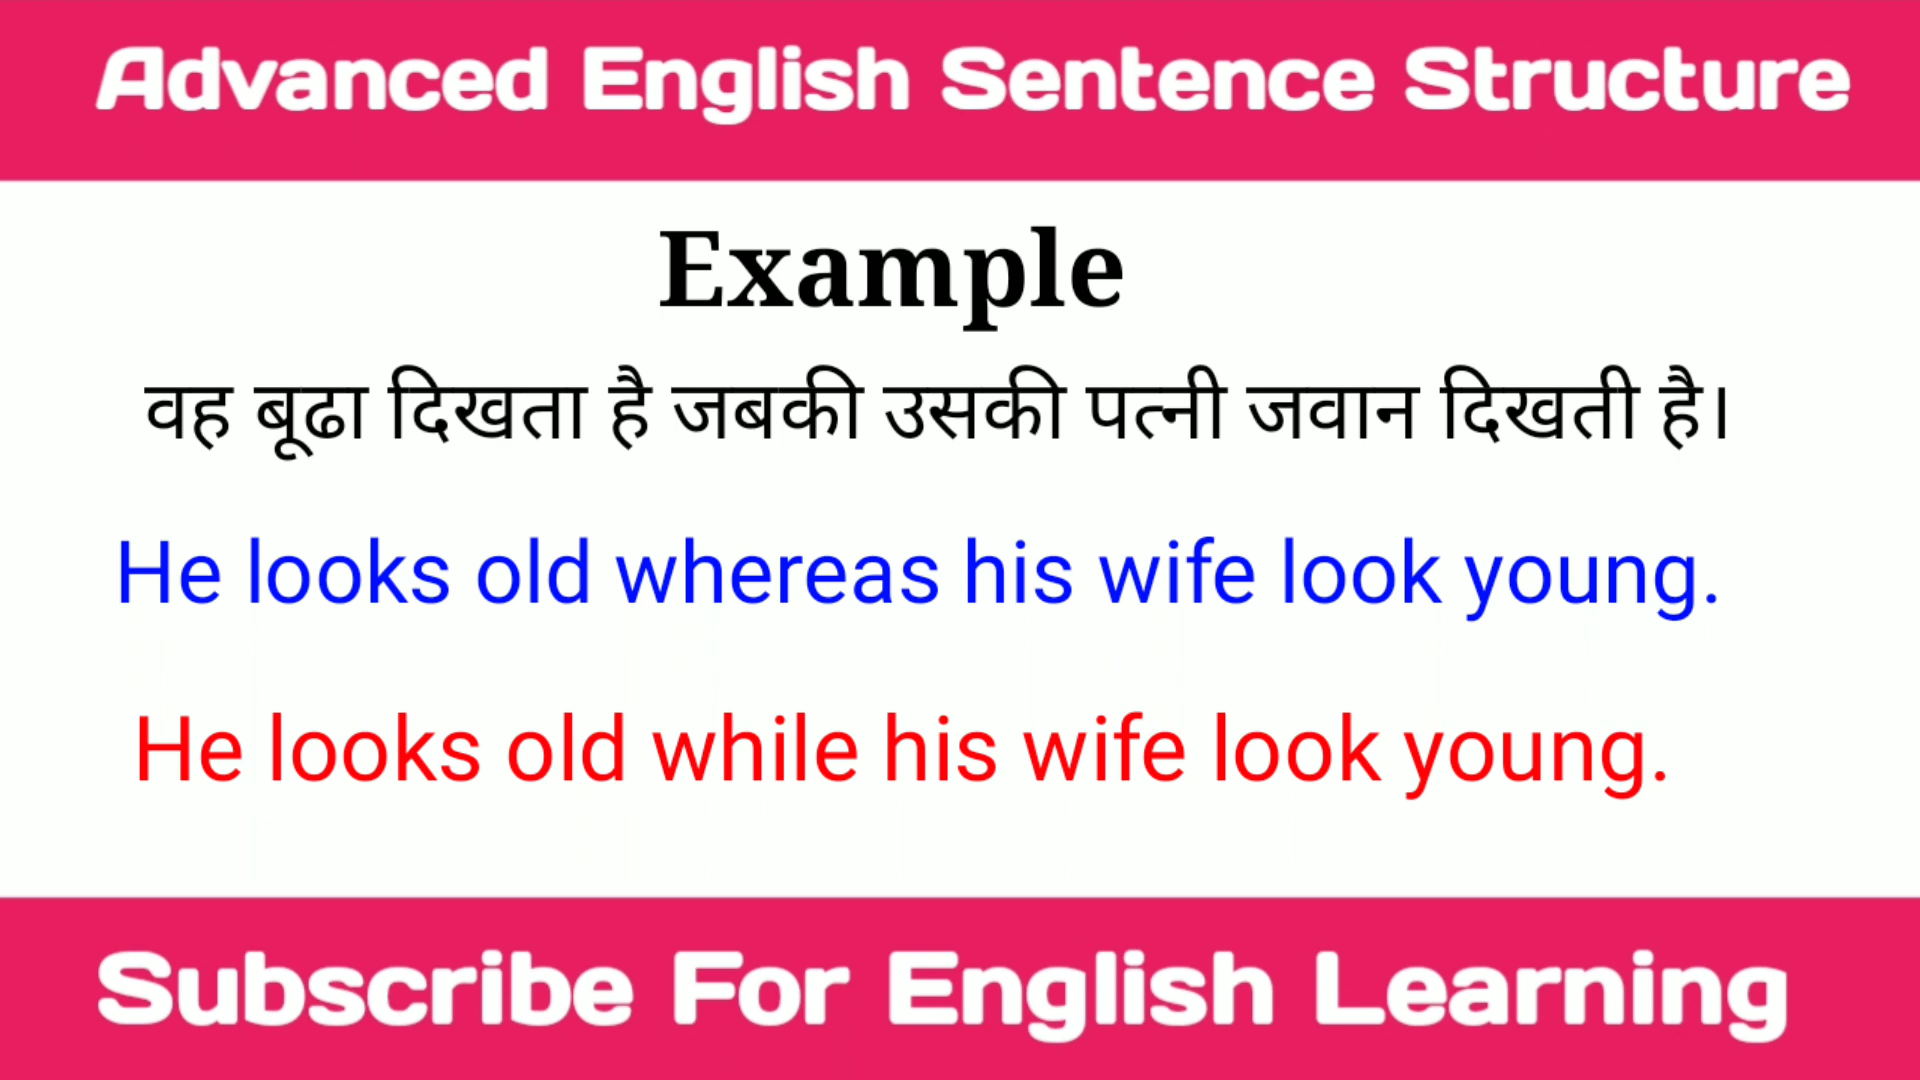 Advanced English Sentence Structure
Example
वह बूढा दिखता है जबकी उसकी पत्नी जवान दिखती है।
He looks old whereas his wife look young.
He looks old while his wife look young.
Subscribe For English Learning